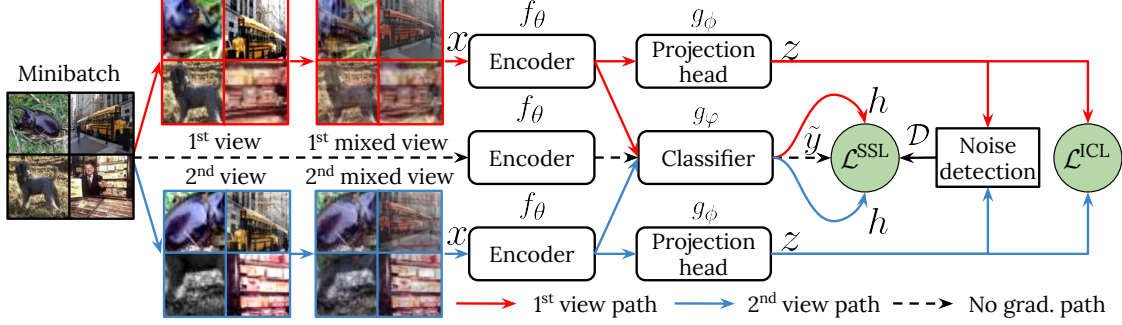 f_θ
g_ϕ
x
Encoder
Projection
head
z
Minibatch
1st view
1st mixed view
f_θ
g_φ
h
Encoder
Classifier
ỹ
ℒ^SSL
𝒟
Noise
detection
ℒ^ICL
2nd view
2nd mixed view
f_θ
g_ϕ
h
x
Encoder
Projection
head
z
1st view path
2nd view path
No grad. path